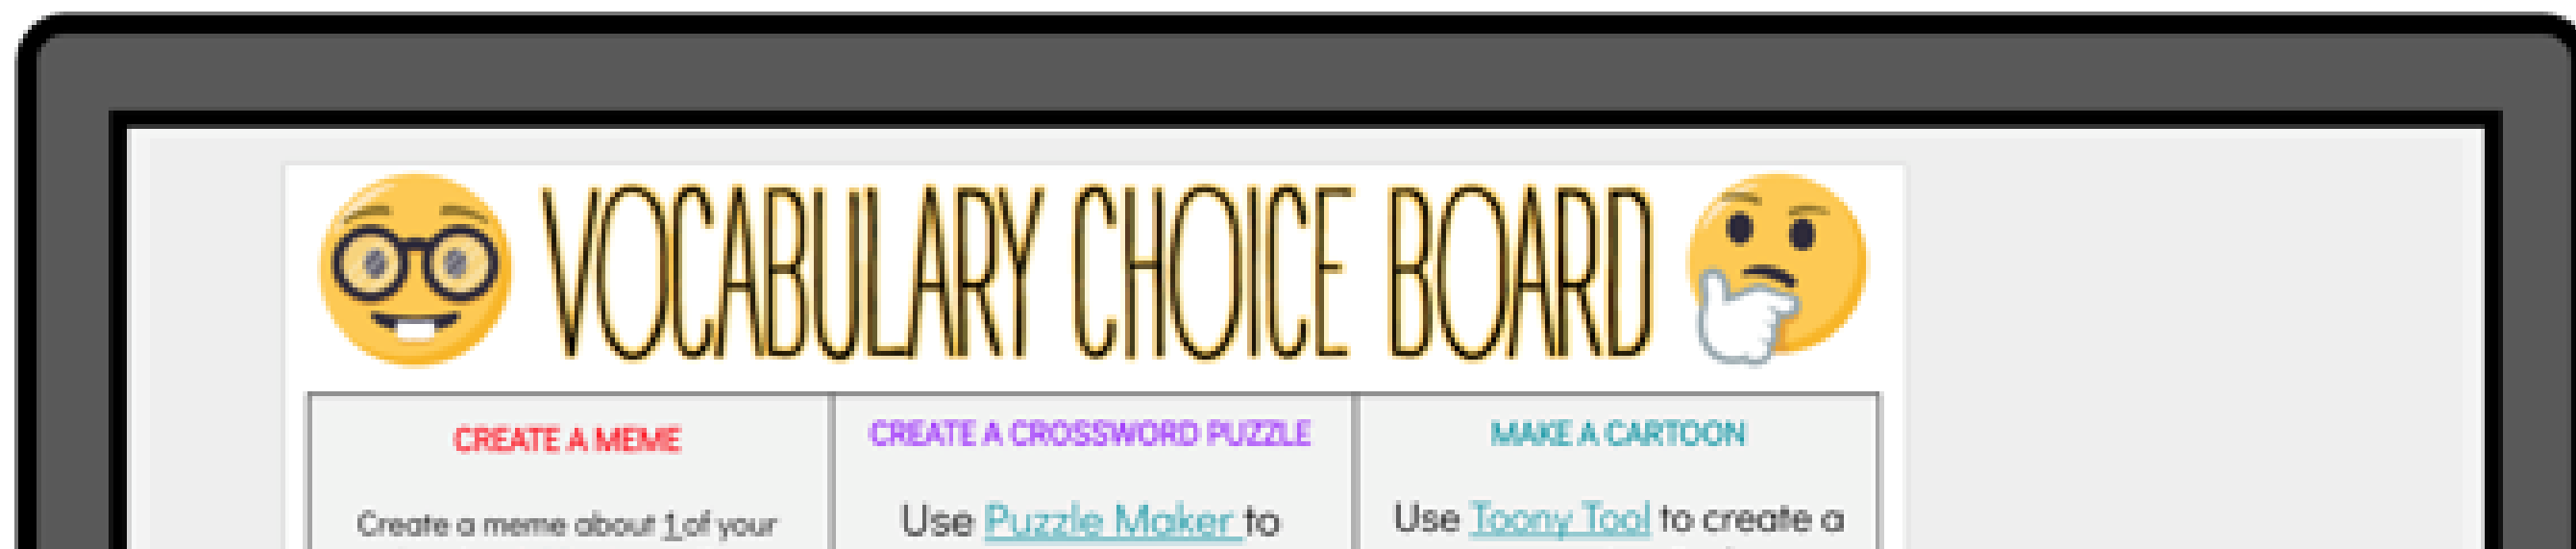 VOCABULARY CHOICE BOARD
CREATE A MEME
Create a meme about 1 of your
CREATE A CROSSWORD PUZZLE
Use Puzzle Maker to
MAKE A CARTOON
Use Toony Tool to create a